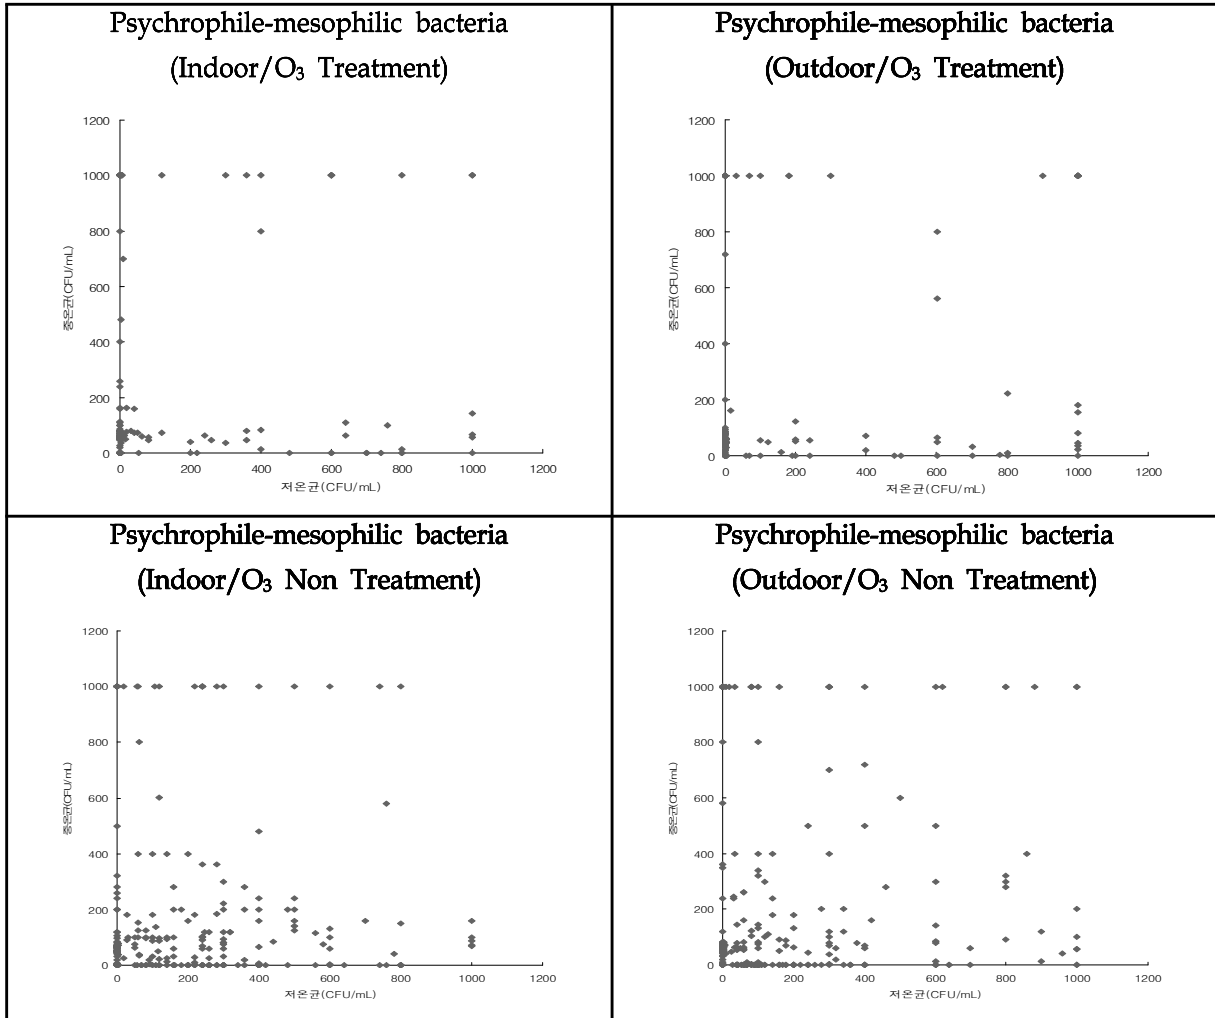 Psychrophile-mesophilic bacteria
(Indoor/O₃ Treatment)
1200
1000
800
600
400
200
0
중온균(CFU/mL)
0 200 400 600 800 1000 1200
저온균(CFU/mL)
Psychrophile-mesophilic bacteria
(Outdoor/O₃ Treatment)
1200
1000
800
600
400
200
0
중온균(CFU/mL)
0 200 400 600 800 1000 1200
저온균(CFU/mL)
Psychrophile-mesophilic bacteria
(Indoor/O₃ Non Treatment)
1200
1000
800
600
400
200
0
중온균(CFU/mL)
0 200 400 600 800 1000 1200
저온균(CFU/mL)
Psychrophile-mesophilic bacteria
(Outdoor/O₃ Non Treatment)
1200
1000
800
600
400
200
0
중온균(CFU/mL)
0 200 400 600 800 1000 1200
저온균(CFU/mL)